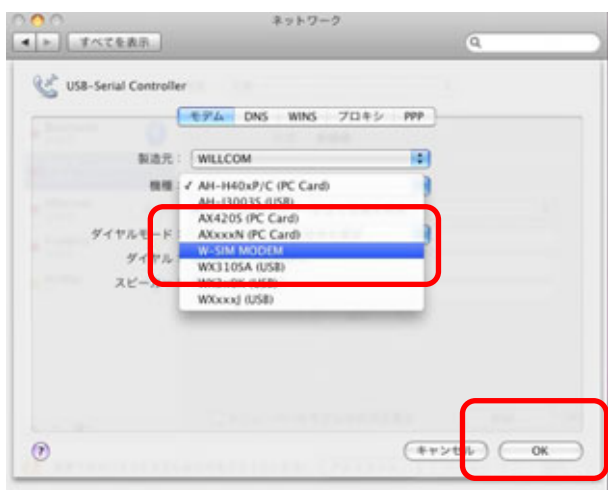 ネットワーク
すべてを表示
USB-Serial Controller
モデム DNS WINS プロキシ PPP
製造元： WILLCOM
機種： ✓ AH-H40xP/C (PC Card)
AH-J3003S (USB)
AX420S (PC Card)
AXxxxN (PC Card)
ダイヤルモード
W-SIM MODEM
ダイヤル
WX310SA (USB)
WXxxxJ (USB)
? キャンセル OK